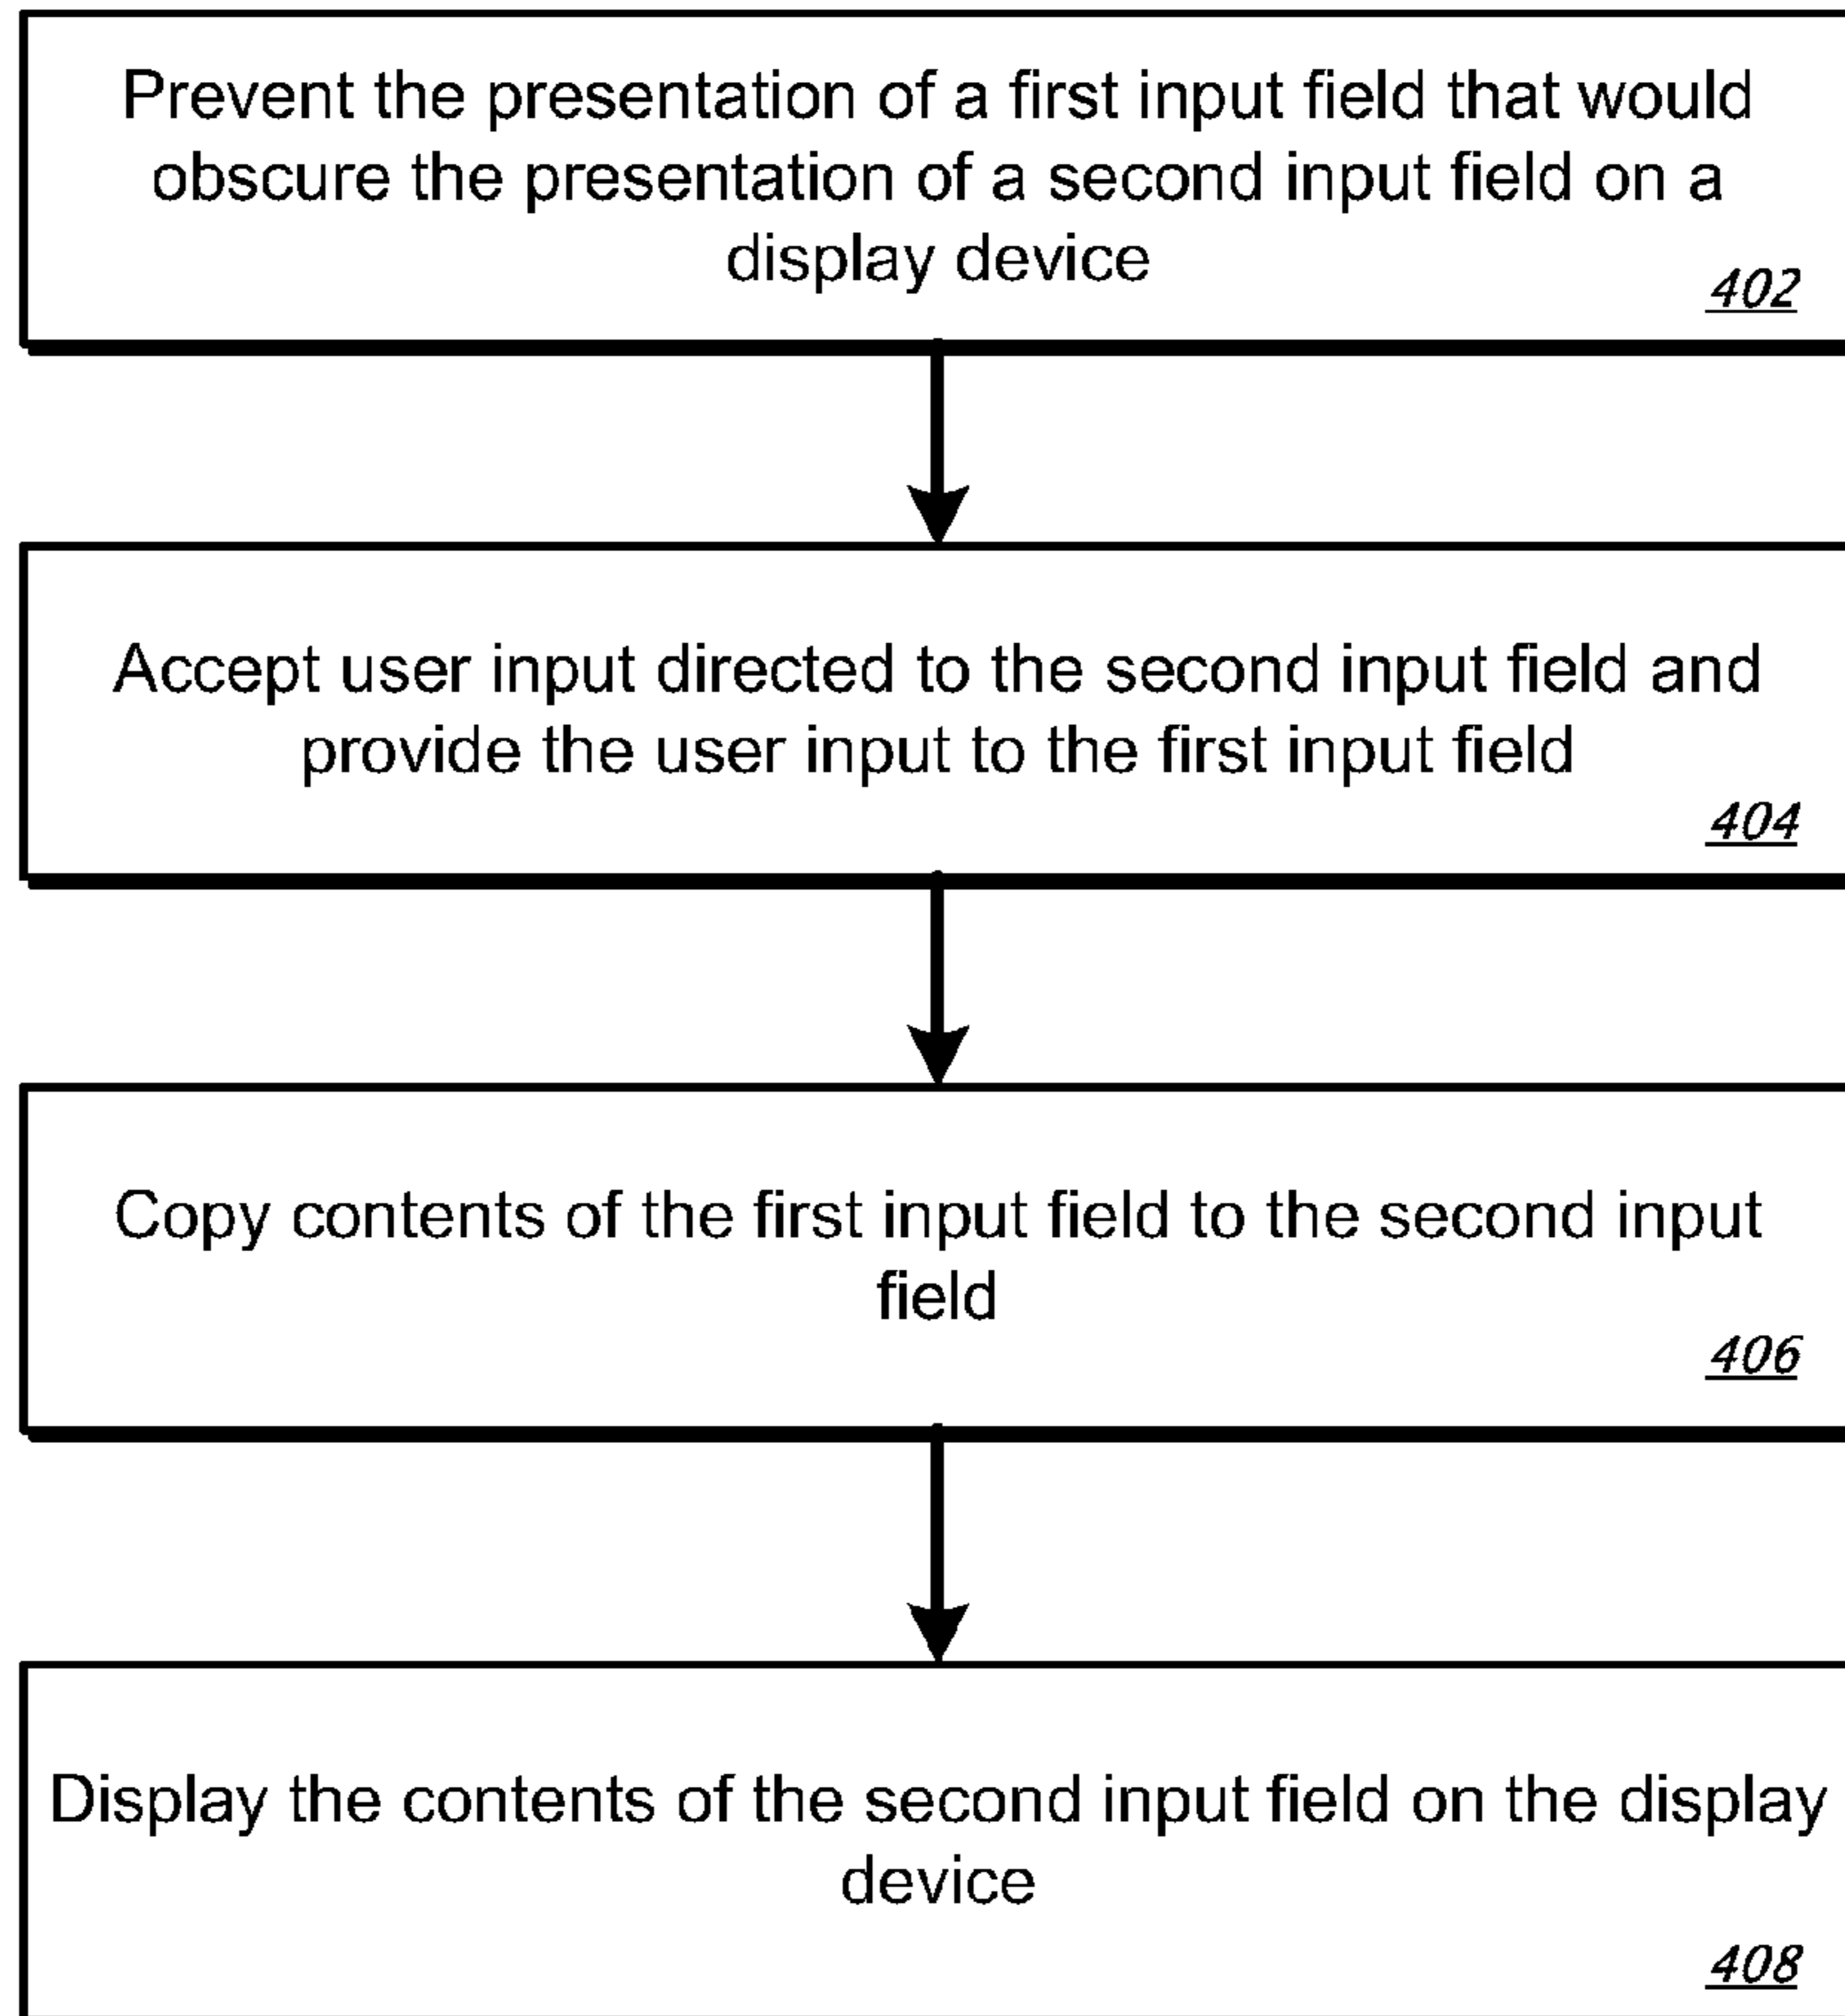 Prevent the presentation of a first input field that would
obscure the presentation of a second input field on a
display device
402
Accept user input directed to the second input field and
provide the user input to the first input field
404
Copy contents of the first input field to the second input
field
406
Display the contents of the second input field on the display
device
408